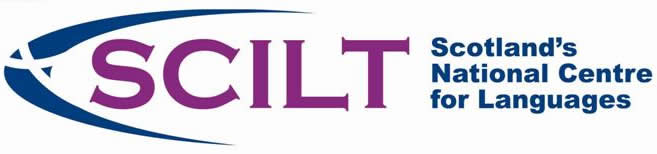 SCILT
Scotland's
National Centre
for Languages